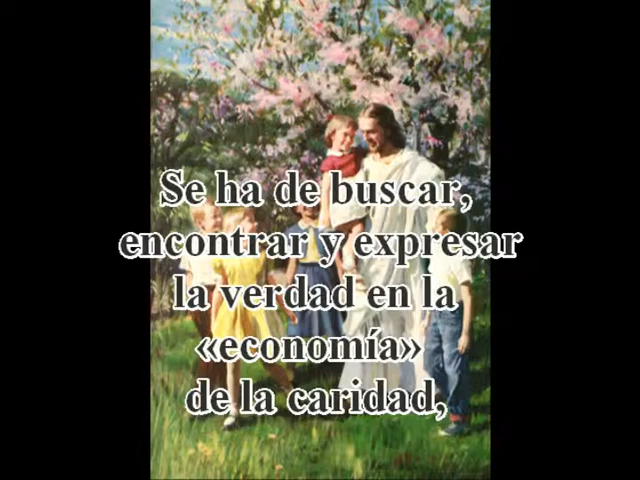 Se ha de buscar,
encontrar y expresar
la verdad en la
«economía»
de la caridad,